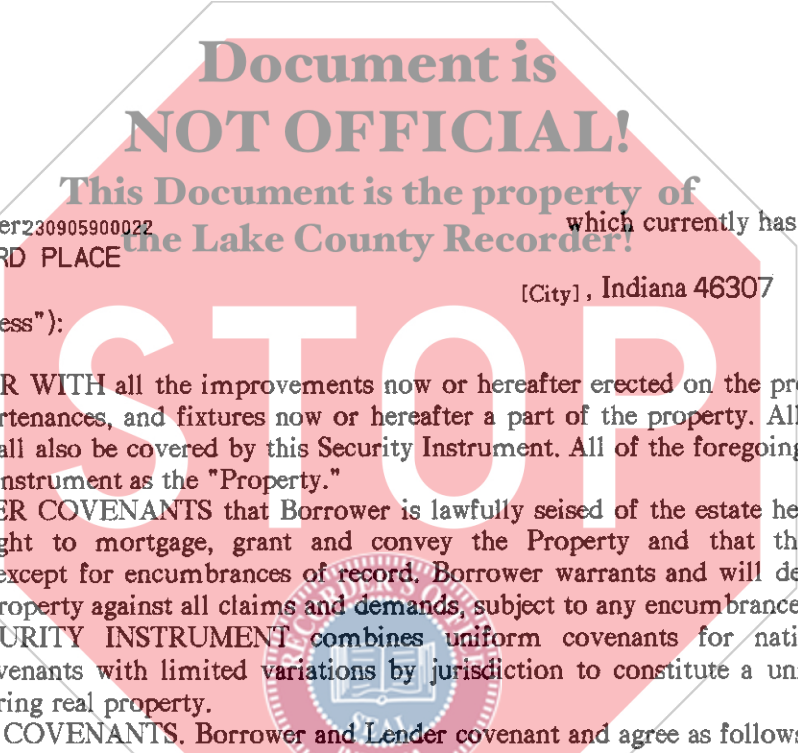 Document is
NOT OFFICIAL!
This Document is the property of
the Lake County Recorder!
er230905900022 which currently has
RD PLACE
[City] , Indiana 46307
ess"):
STOP
R WITH all the improvements now or hereafter erected on the pro
rtenances, and fixtures now or hereafter a part of the property. All
all also be covered by this Security Instrument. All of the foregoing
nstrument as the "Property."
ER COVENANTS that Borrower is lawfully seised of the estate he
ght to mortgage, grant and convey the Property and that th
except for encumbrances of record. Borrower warrants and will de
roperty against all claims and demands, subject to any encumbrance
URITY INSTRUMENT combines uniform covenants for nati
venants with limited variations by jurisdiction to constitute a uni
ring real property.
COVENANTS. Borrower and Lender covenant and agree as follows
RECORDER'S OFFICE
SEAL